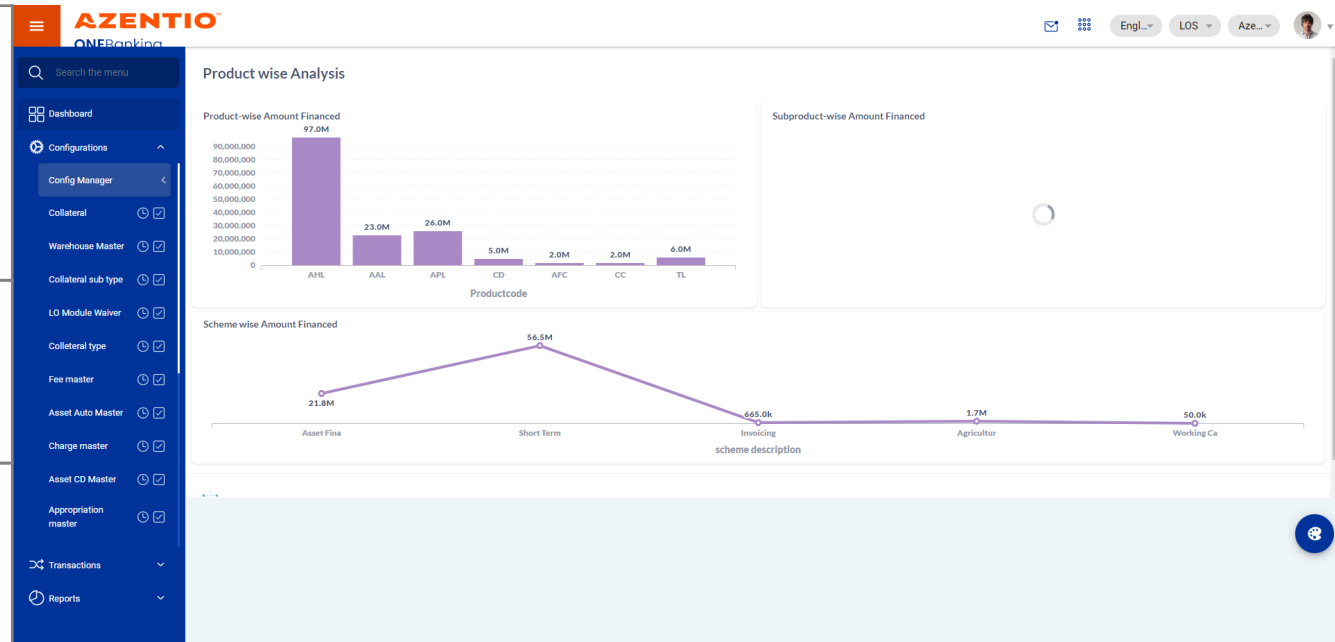 AZENTIO
ONEBanking
Engl...
LOS
Aze...
Search the menu
Dashboard
Configurations
Config Manager
Collateral
Warehouse Master
Collateral sub type
LO Module Waiver
Colleteral type
Fee master
Asset Auto Master
Charge master
Asset CD Master
Appropriation
master
Transactions
Reports
Product wise Analysis
Product-wise Amount Financed
97.0M
90,000,000
80,000,000
70,000,000
60,000,000
50,000,000
40,000,000
30,000,000
20,000,000
10,000,000
0
23.0M
26.0M
5.0M
2.0M
2.0M
6.0M
AHL AAL APL CD AFC CC TL
Productcode
Subproduct-wise Amount Financed
Scheme wise Amount Financed
56.5M
21.8M
665.0k
1.7M
50.0k
Asset Fina Short Term Invoicing Agricultur Working Ca
scheme description